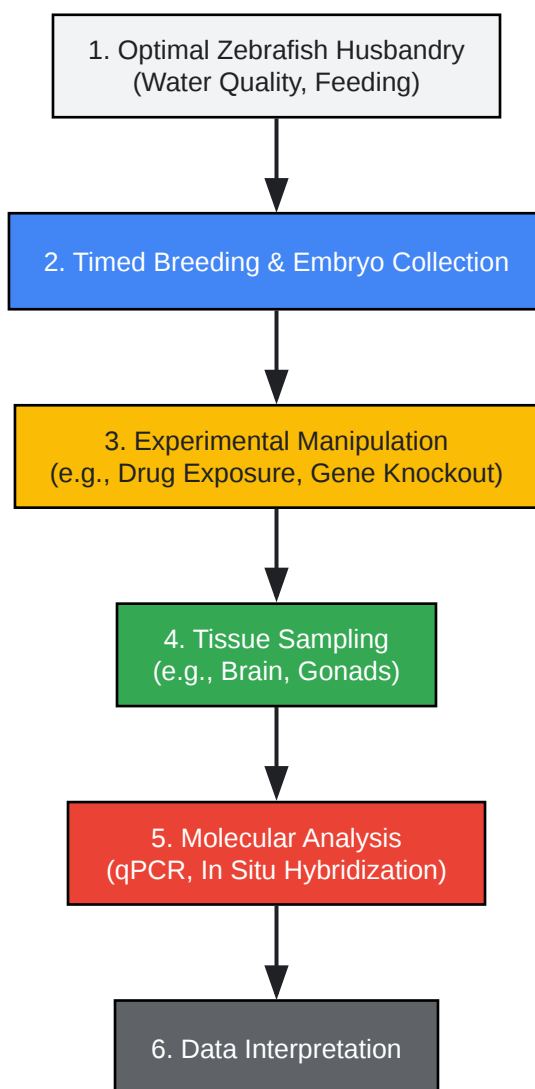 1. Optimal Zebrafish Husbandry
(Water Quality, Feeding)
2. Timed Breeding & Embryo Collection
3. Experimental Manipulation
(e.g., Drug Exposure, Gene Knockout)
4. Tissue Sampling
(e.g., Brain, Gonads)
5. Molecular Analysis
(qPCR, In Situ Hybridization)
6. Data Interpretation